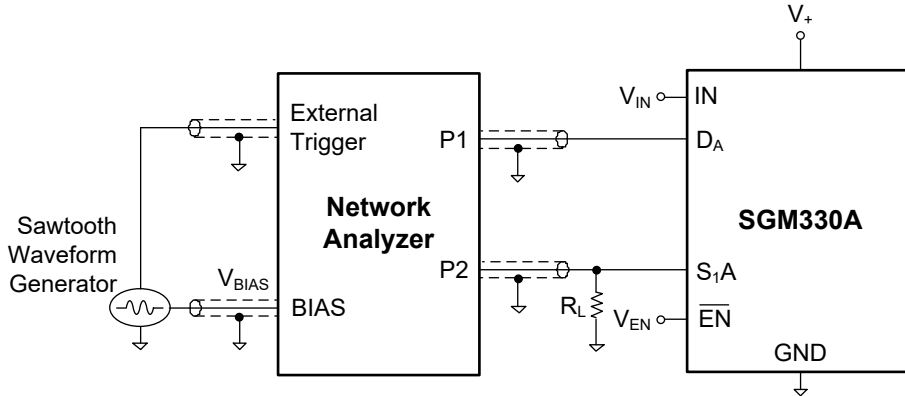 V+
External
Trigger
P1
VIN
IN
DA
Network
Analyzer
SGM330A
Sawtooth
Waveform
Generator
VBIAS
BIAS
P2
RL
S1A
VEN
EN
GND